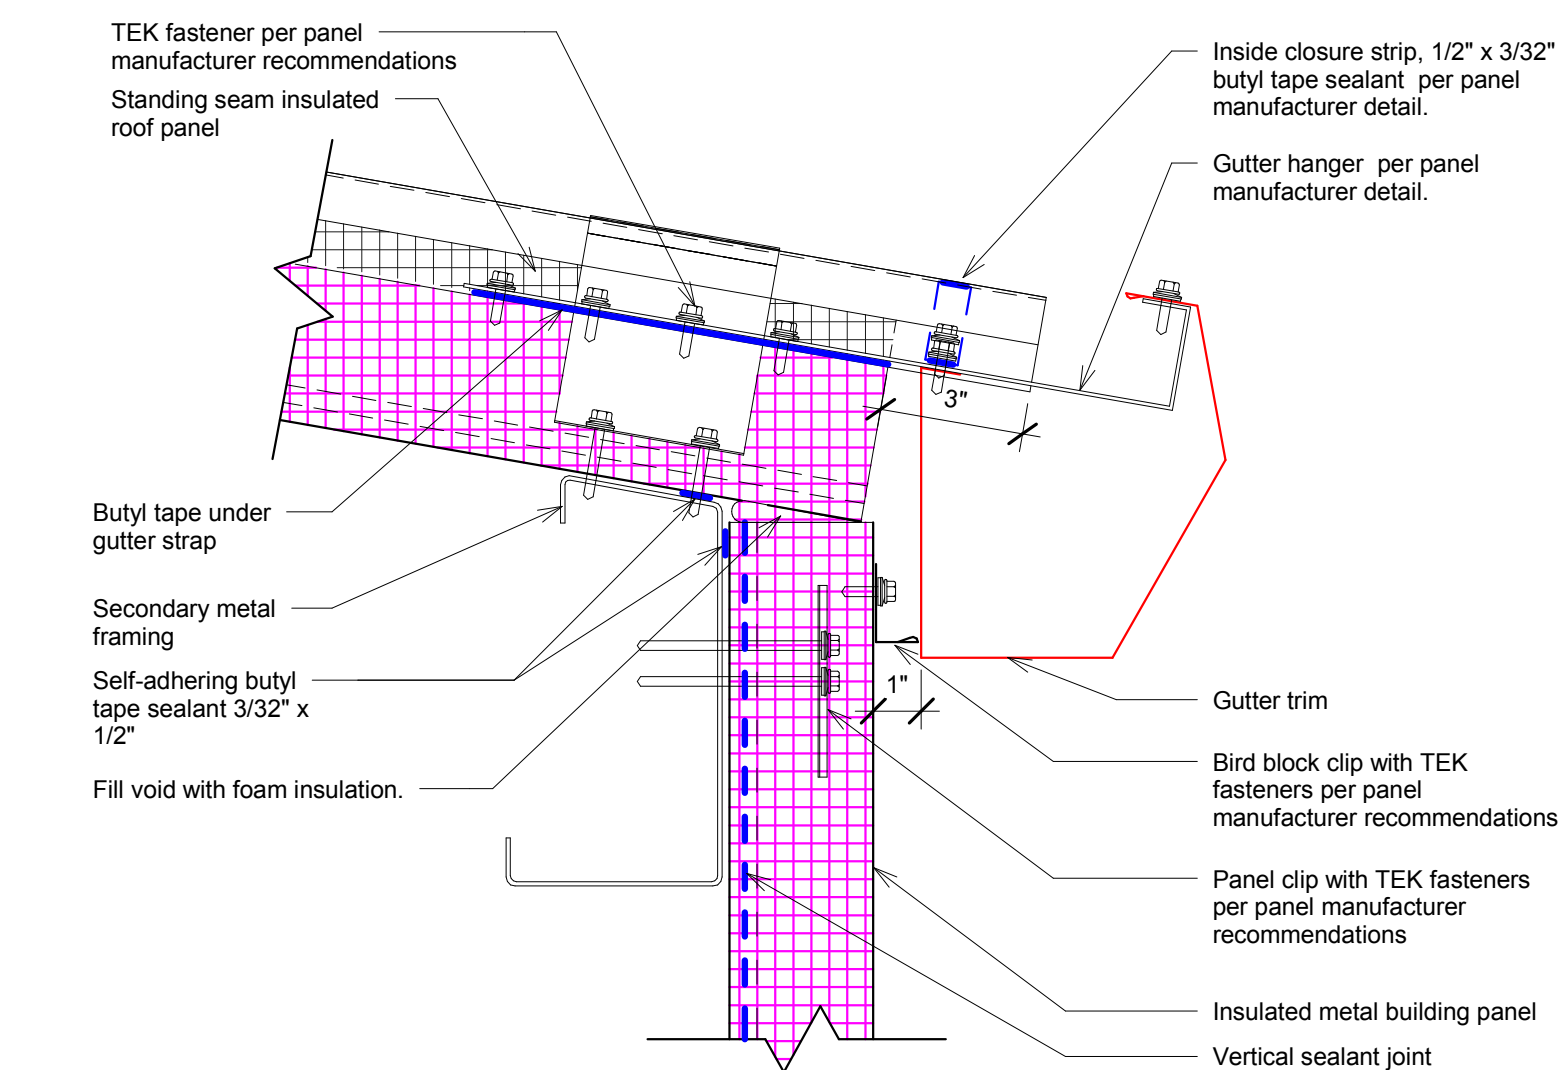 TEK fastener per panel
manufacturer recommendations
Standing seam insulated
roof panel
Inside closure strip, 1/2" x 3/32"
butyl tape sealant  per panel
manufacturer detail.
Gutter hanger  per panel
manufacturer detail.
3"
Butyl tape under
gutter strap
Secondary metal
framing
Self-adhering butyl
tape sealant 3/32" x
1/2"
Fill void with foam insulation.
1"
Gutter trim
Bird block clip with TEK
fasteners per panel
manufacturer recommendations
Panel clip with TEK fasteners
per panel manufacturer
recommendations
Insulated metal building panel
Vertical sealant joint